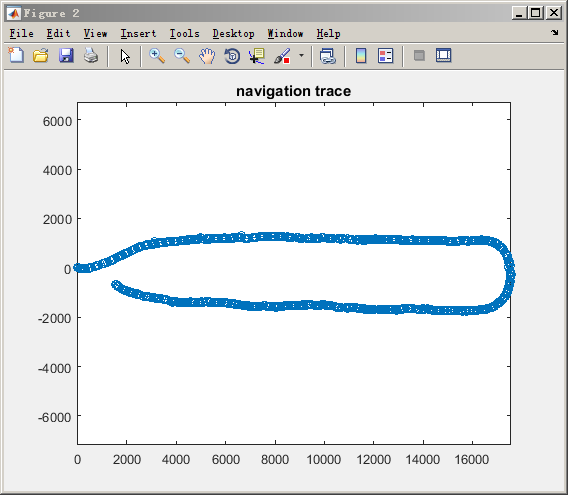 Figure 2
File Edit View Insert Tools Desktop Window Help
navigation trace
6000
4000
2000
0
-2000
-4000
-6000
0 2000 4000 6000 8000 10000 12000 14000 16000